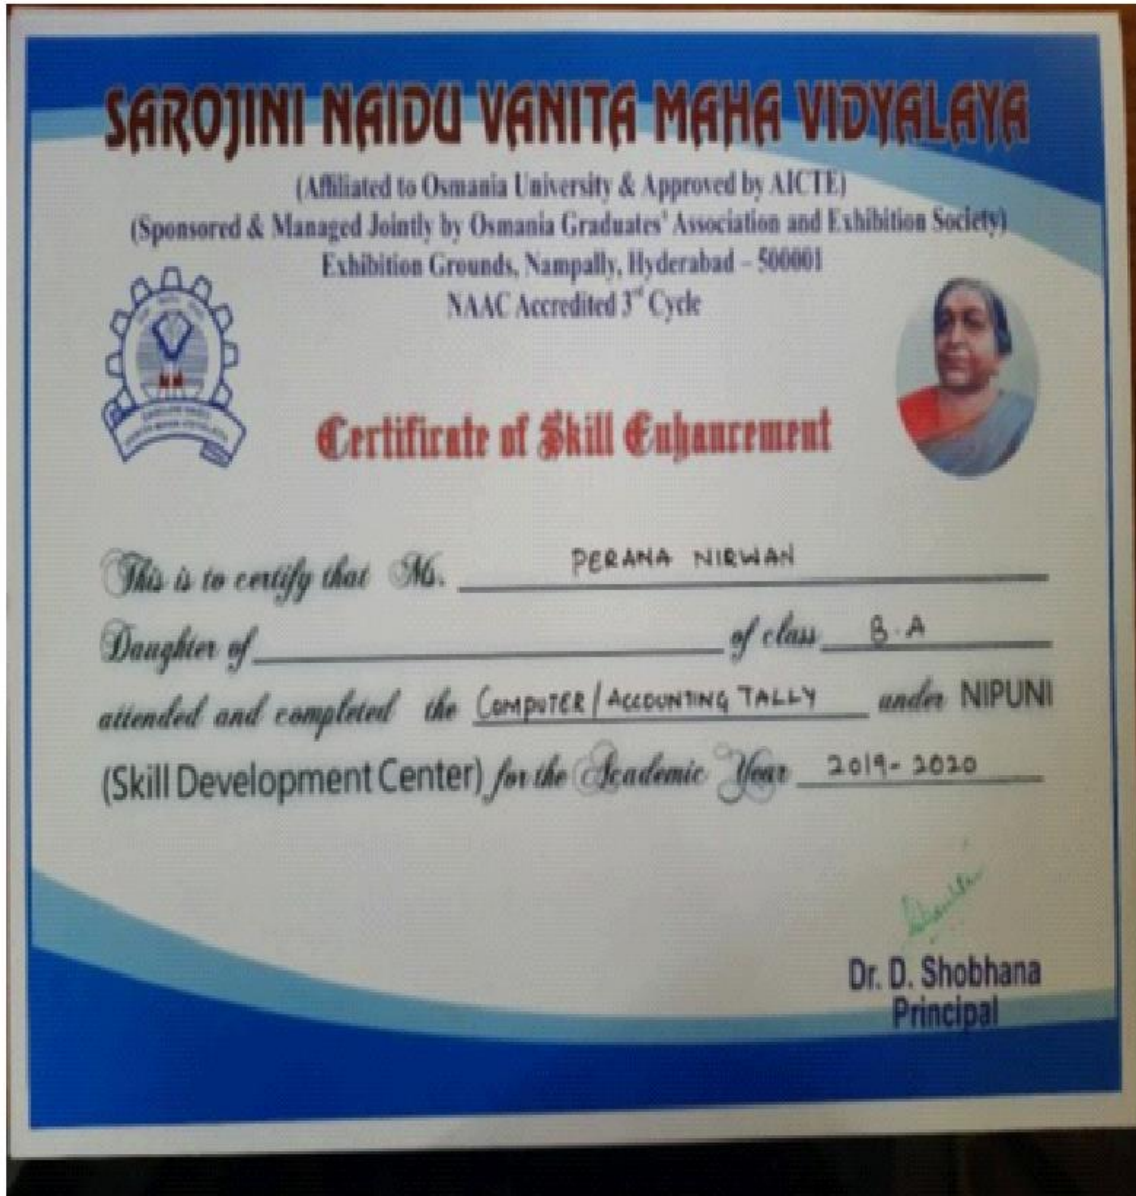 SAROJINI NAIDU VANITA MAHA VIDYALAYA
(Affiliated to Osmania University & Approved by AICTE)
(Sponsored & Managed Jointly by Osmania Graduates' Association and Exhibition Society)
Exhibition Grounds, Nampally, Hyderabad – 500001
NAAC Accredited 3rd Cycle
Certificate of Skill Enhancement
This is to certify that Ms. PERANA NIRWAN
Daughter of of class B.A
attended and completed the COMPUTER/ACCOUNTING TALLY under NIPUNI
(Skill Development Center) for the Academic Year 2019-2020
Dr. D. Shobhana
Principal